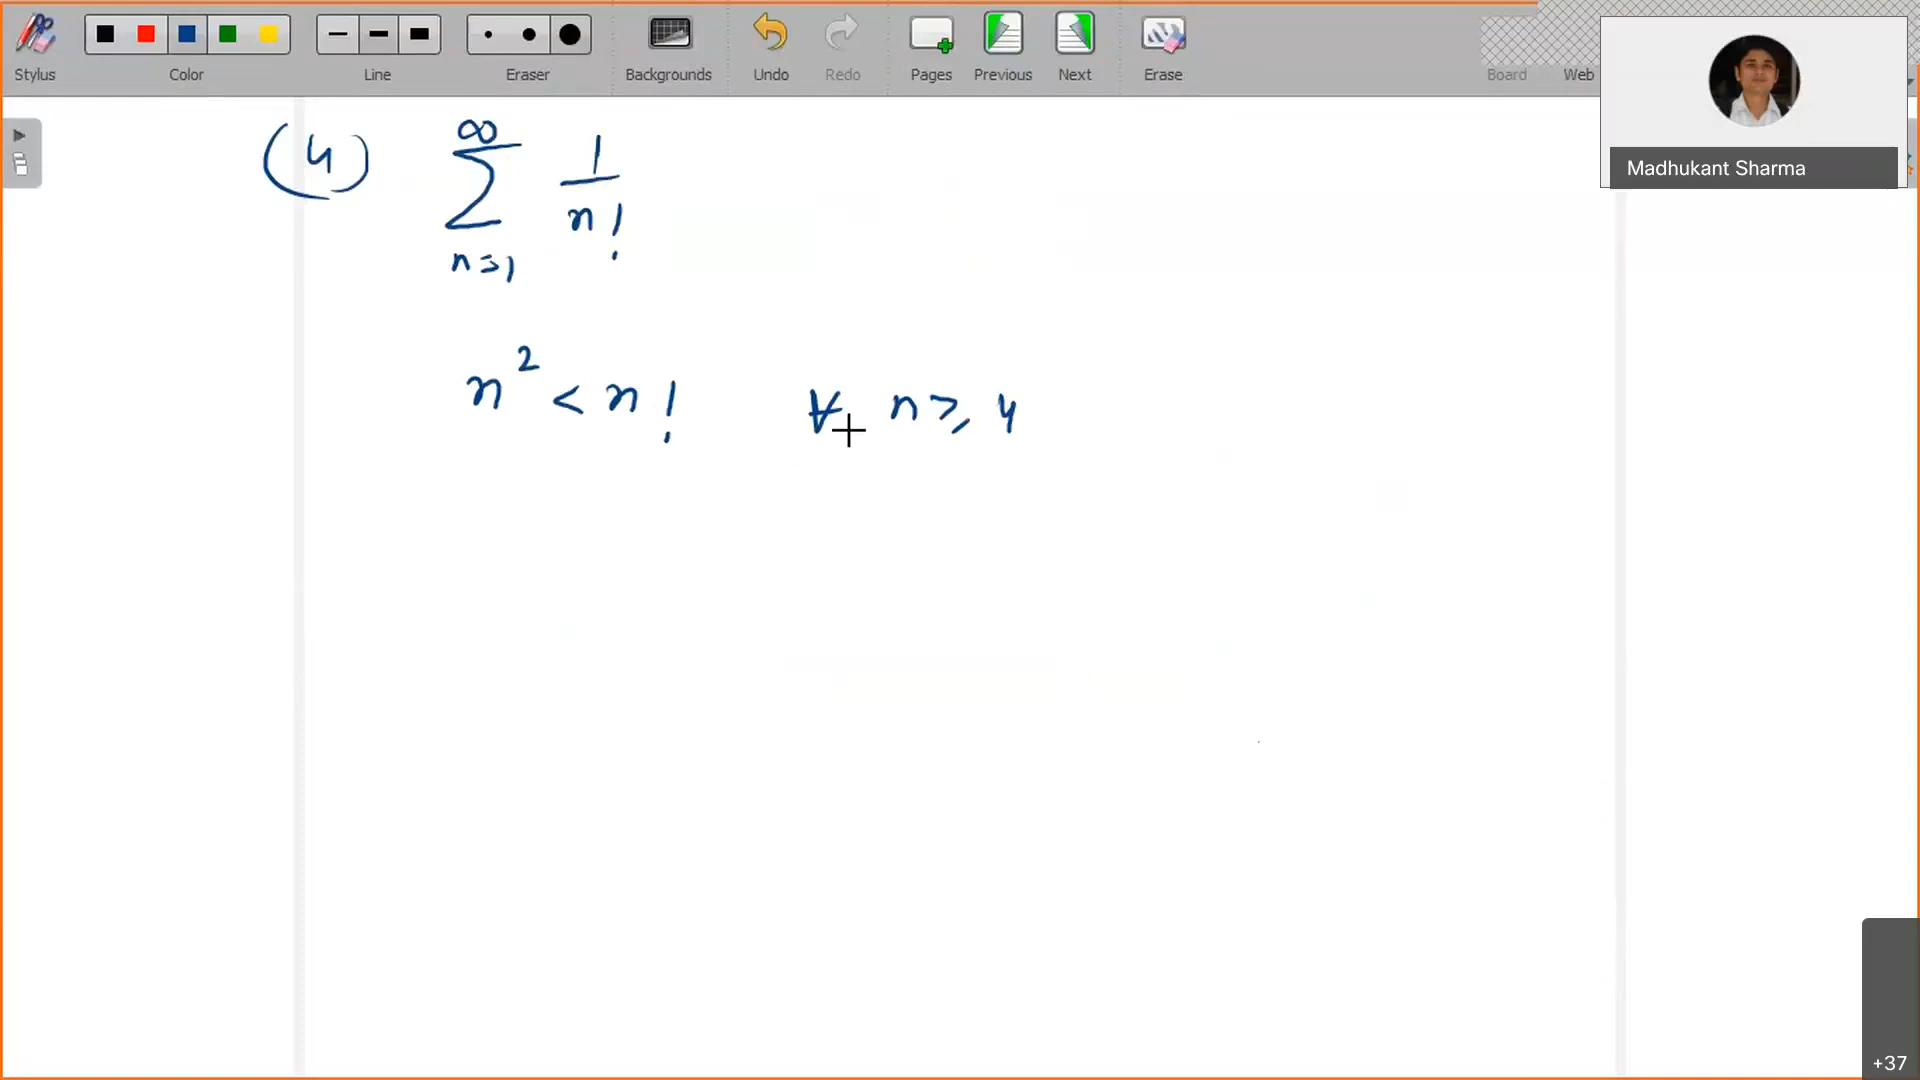 Stylus Color Line Eraser Backgrounds Undo Redo Pages Previous Next Erase Board Web
Madhukant Sharma
(4) ∞ ∑ n=1 1/n!
n² < n! ∀ n ≥ 4
+37